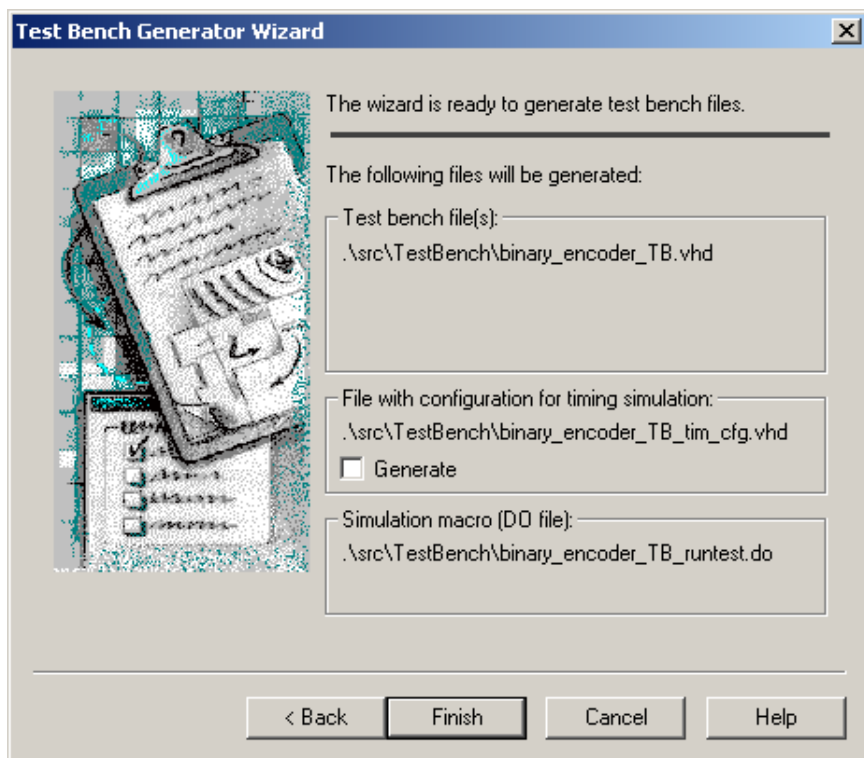 Test Bench Generator Wizard
The wizard is ready to generate test bench files.
The following files will be generated:
Test bench file(s):
.\src\TestBench\binary_encoder_TB.vhd
File with configuration for timing simulation:
.\src\TestBench\binary_encoder_TB_tim_cfg.vhd
Generate
Simulation macro (DO file):
.\src\TestBench\binary_encoder_TB_runtest.do
< Back
Finish
Cancel
Help